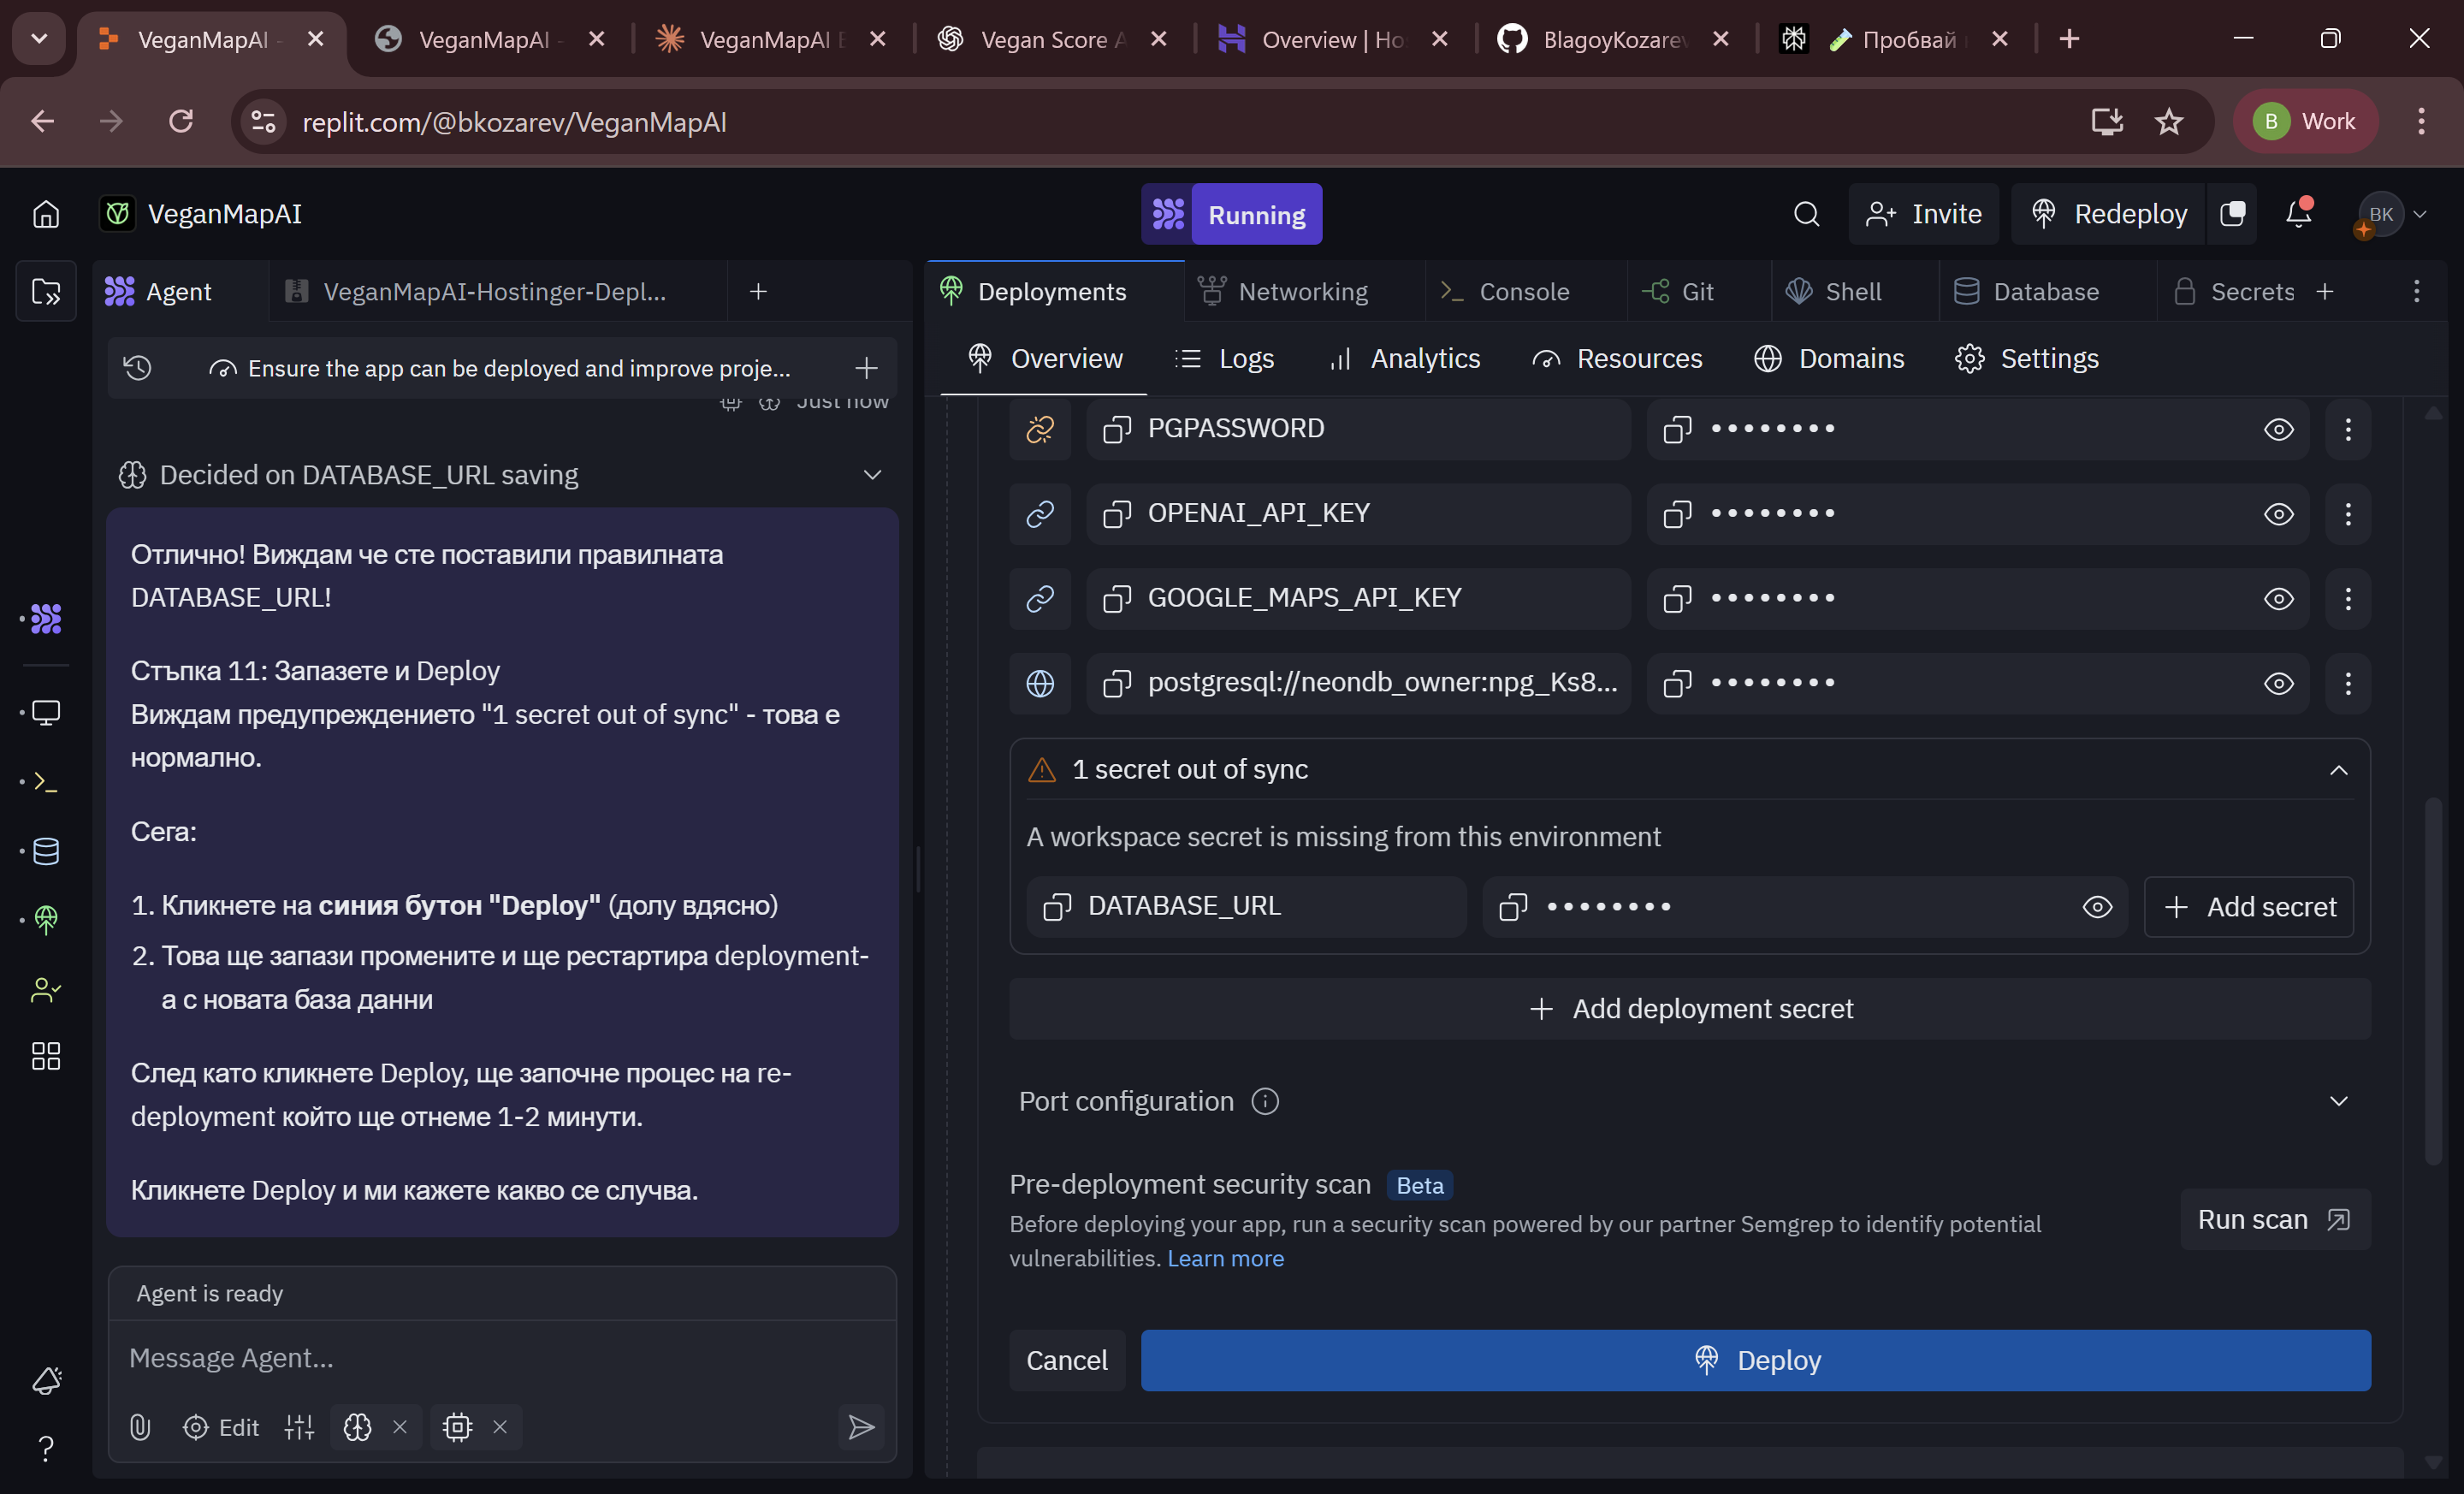 VeganMapAI -
VeganMapAI -
VeganMapAI E
Vegan Score A
Overview | Ho
BlagoyKozarev
Пробвай
replit.com/@bkozarev/VeganMapAI
B
Work
VeganMapAI
Running
Invite
Redeploy
BK
Agent
VeganMapAI-Hostinger-Depl...
Deployments
Networking
Console
Git
Shell
Database
Secrets
Ensure the app can be deployed and improve proje...
Just now
Overview
Logs
Analytics
Resources
Domains
Settings
Decided on DATABASE_URL saving
Отлично! Виждам че сте поставили правилната
DATABASE_URL!
Стъпка 11: Запазете и Deploy
Виждам предупреждението "1 secret out of sync" - това е
нормално.
Сега:
1. Кликнете на синия бутон "Deploy" (долу вдясно)
2. Това ще запази промените и ще рестартира deployment-
а с новата база данни
След като кликнете Deploy, ще започне процес на re-
deployment който ще отнеме 1-2 минути.
Кликнете Deploy и ми кажете какво се случва.
Agent is ready
Message Agent...
Edit
PGPASSWORD
••••••••
OPENAI_API_KEY
••••••••
GOOGLE_MAPS_API_KEY
••••••••
postgresql://neondb_owner:npg_Ks8...
••••••••
1 secret out of sync
A workspace secret is missing from this environment
DATABASE_URL
••••••••
Add secret
Add deployment secret
Port configuration
Pre-deployment security scan
Beta
Before deploying your app, run a security scan powered by our partner Semgrep to identify potential
vulnerabilities. Learn more
Run scan
Cancel
Deploy